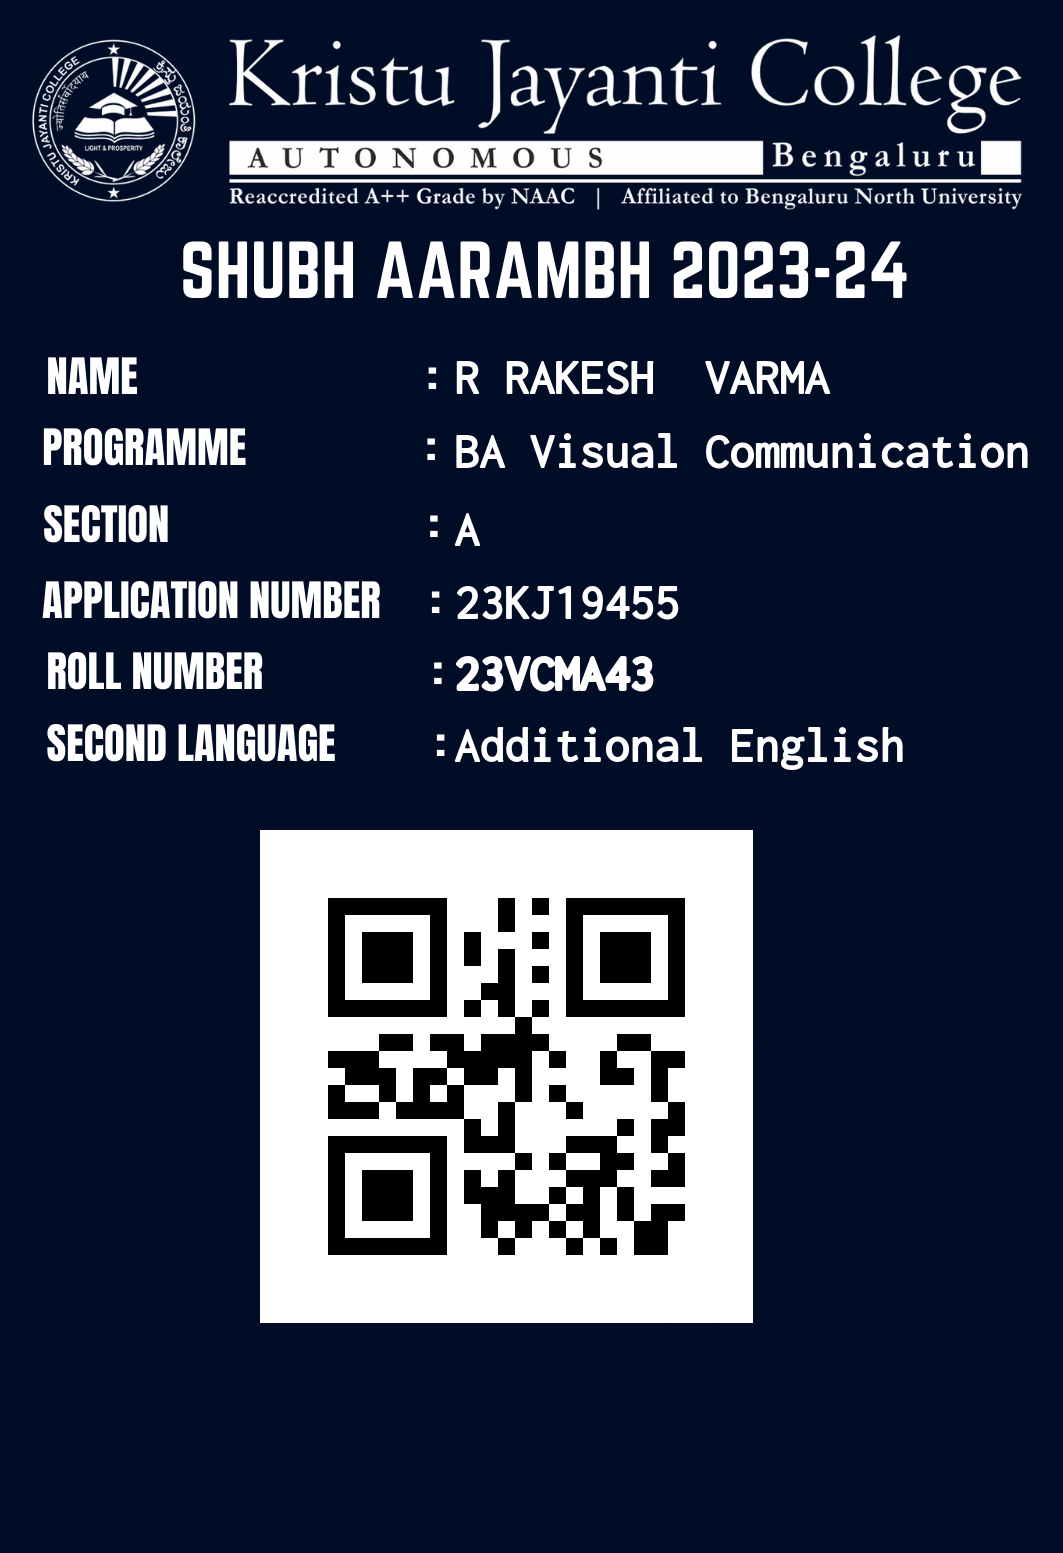 KRISTU JAYANTI COLLEGE
ಕ್ರಿಸ್ತು ಜಯಂತಿ ಕಾಲೇಜು
LIGHT & PROSPERITY
Kristu Jayanti College
AUTONOMOUS Bengaluru
Reaccredited A++ Grade by NAAC | Affiliated to Bengaluru North University
SHUBH AARAMBH 2023-24
NAME : R RAKESH VARMA
PROGRAMME : BA Visual Communication
SECTION : A
APPLICATION NUMBER : 23KJ19455
ROLL NUMBER : 23VCMA43
SECOND LANGUAGE : Additional English